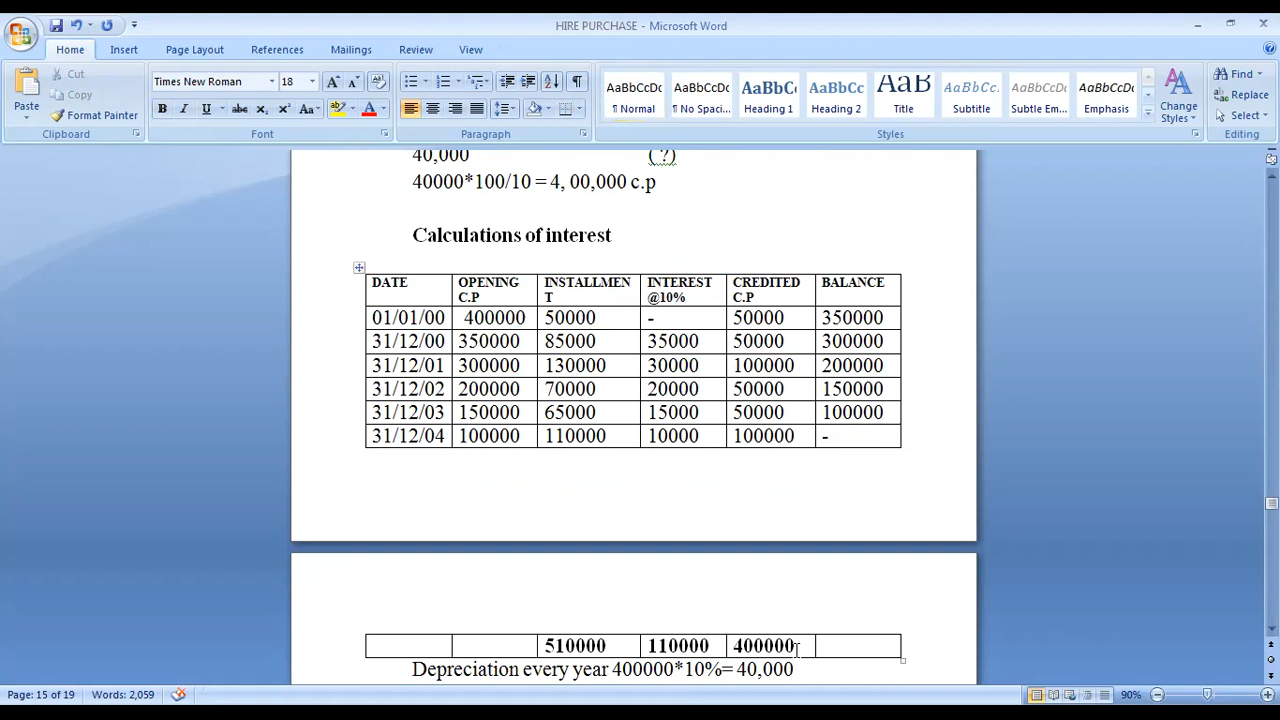 HIRE PURCHASE - Microsoft Word
Home Insert Page Layout References Mailings Review View
Paste
Cut
Copy
Format Painter
Clipboard
Times New Roman 18
Font
Paragraph
AaBbCcDc AaBbCcDc AaBbC AaBbCc AaB AaBbCc. AaBbCcDc AaBbCcDc
¶ Normal ¶ No Spaci... Heading 1 Heading 2 Title Subtitle Subtle Em... Emphasis
Change Styles
Styles
Find
Replace
Select
Editing
40,000 ( ?)
40000*100/10 = 4, 00,000 c.p
Calculations of interest
DATE OPENING C.P INSTALLMENT INTEREST @10% CREDITED C.P BALANCE
01/01/00 400000 50000 - 50000 350000
31/12/00 350000 85000 35000 50000 300000
31/12/01 300000 130000 30000 100000 200000
31/12/02 200000 70000 20000 50000 150000
31/12/03 150000 65000 15000 50000 100000
31/12/04 100000 110000 10000 100000 -
510000 110000 400000
Depreciation every year 400000*10%= 40,000
Page: 15 of 19 Words: 2,059 90%